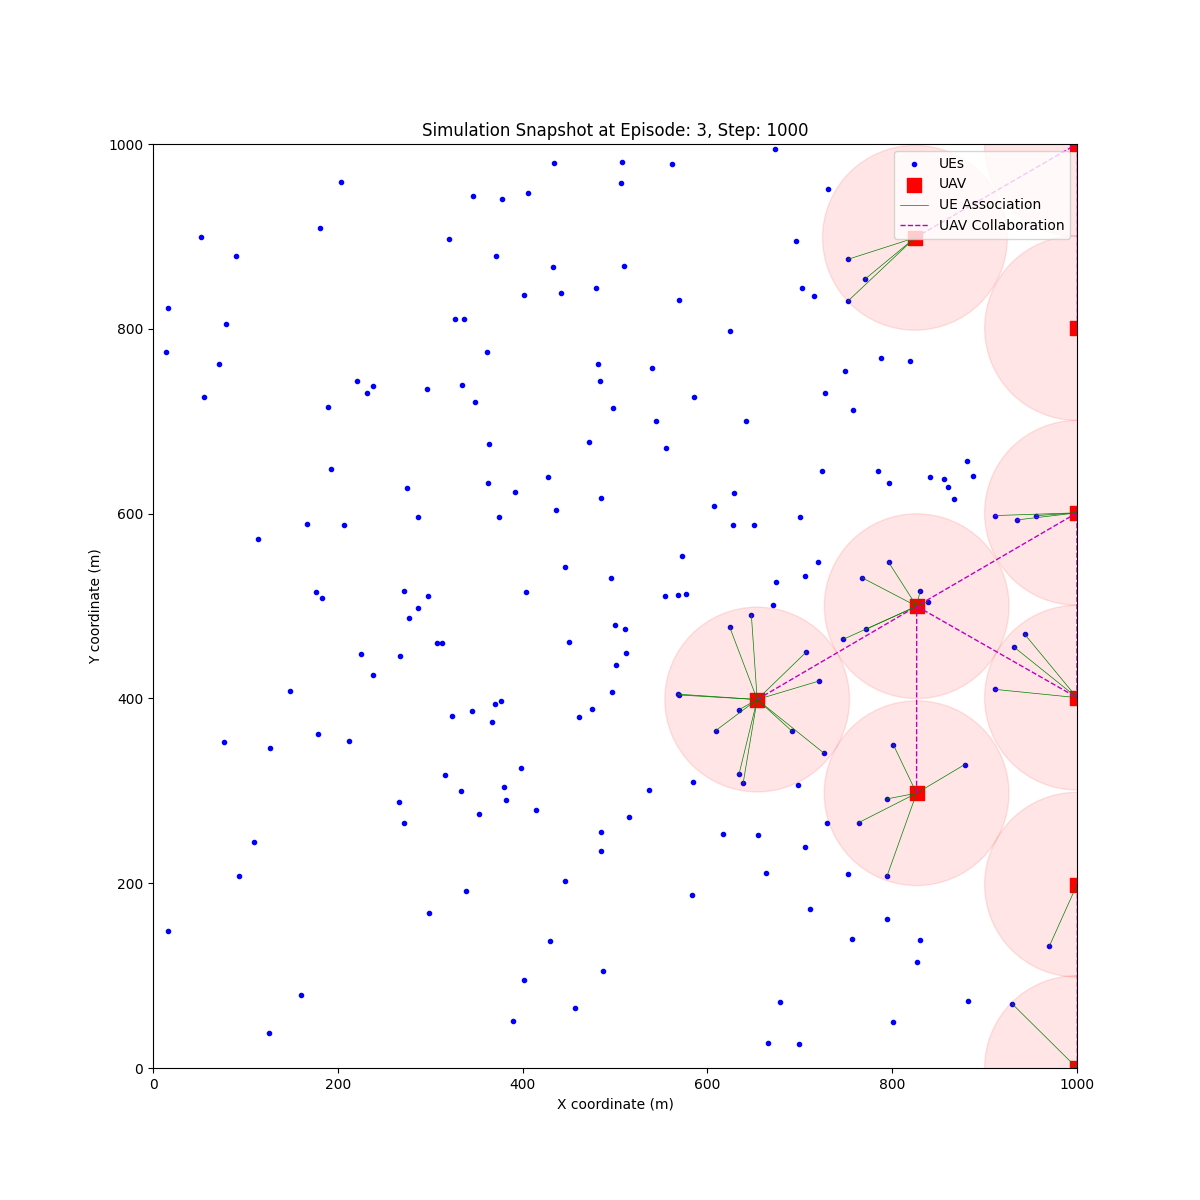 Simulation Snapshot at Episode: 3, Step: 1000
UEs
UAV
UE Association
UAV Collaboration
1000
800
600
400
200
0
Y coordinate (m)
0 200 400 600 800 1000
X coordinate (m)